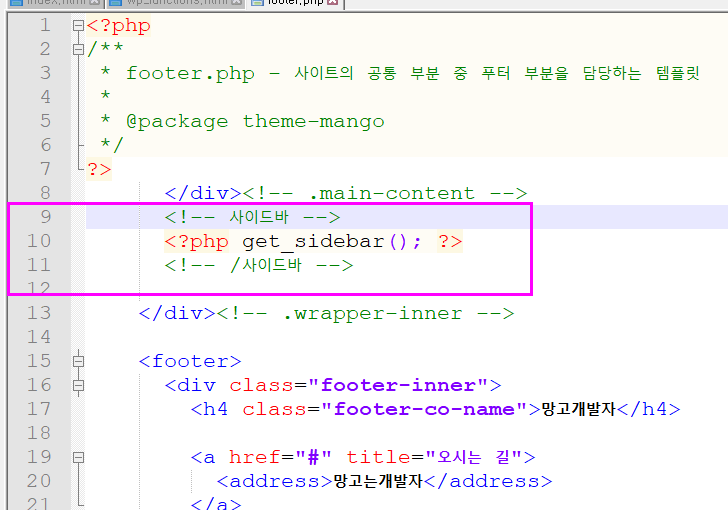 index.html wp_functions.html footer.php
1 <?php
2 /**
3 * footer.php - 사이트의 공통 부분 중 푸터 부분을 담당하는 템플릿
4 *
5 * @package theme-mango
6 */
7 ?>
8 </div><!-- .main-content -->
9 <!-- 사이드바 -->
10 <?php get_sidebar(); ?>
11 <!-- /사이드바 -->
12
13 </div><!-- .wrapper-inner -->
14
15 <footer>
16 <div class="footer-inner">
17 <h4 class="footer-co-name">망고개발자</h4>
18
19 <a href="#" title="오시는 길">
20 <address>망고는개발자</address>
21 </a>